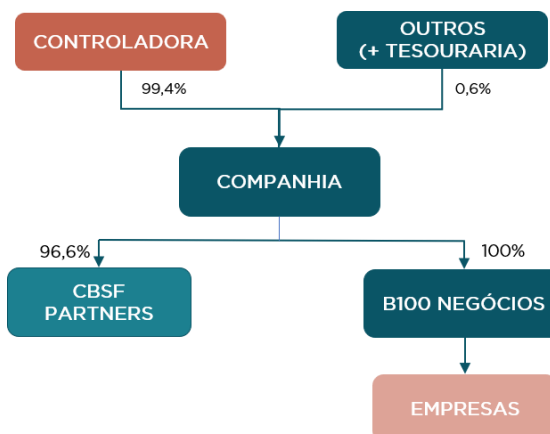 CONTROLADORA
OUTROS
(+ TESOURARIA)
99,4%
0,6%
COMPANHIA
96,6%
100%
CBSF
PARTNERS
B100 NEGÓCIOS
EMPRESAS